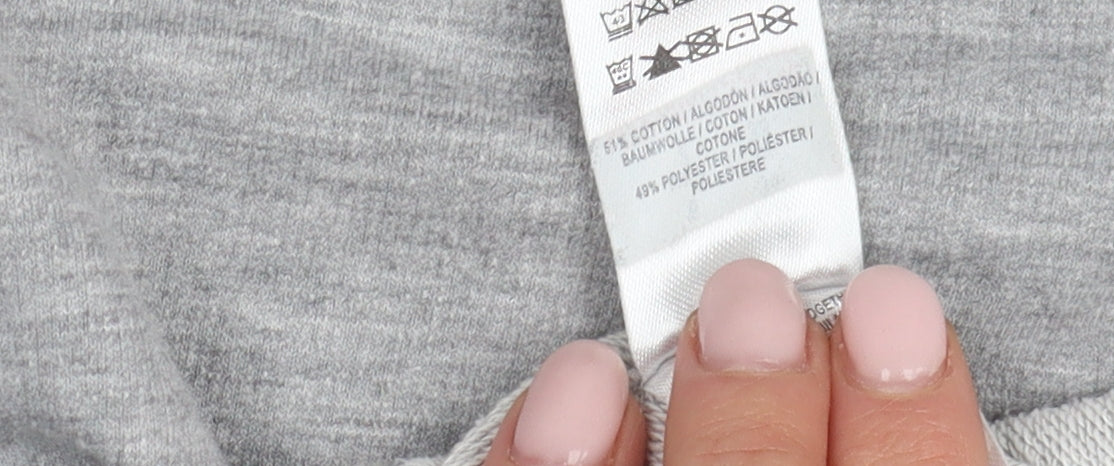 51% COTTON / ALGODÓN / ALGODÃO /
BAUMWOLLE / COTON / KATOEN /
COTONE
49% POLYESTER / POLIÉSTER /
POLIESTERE